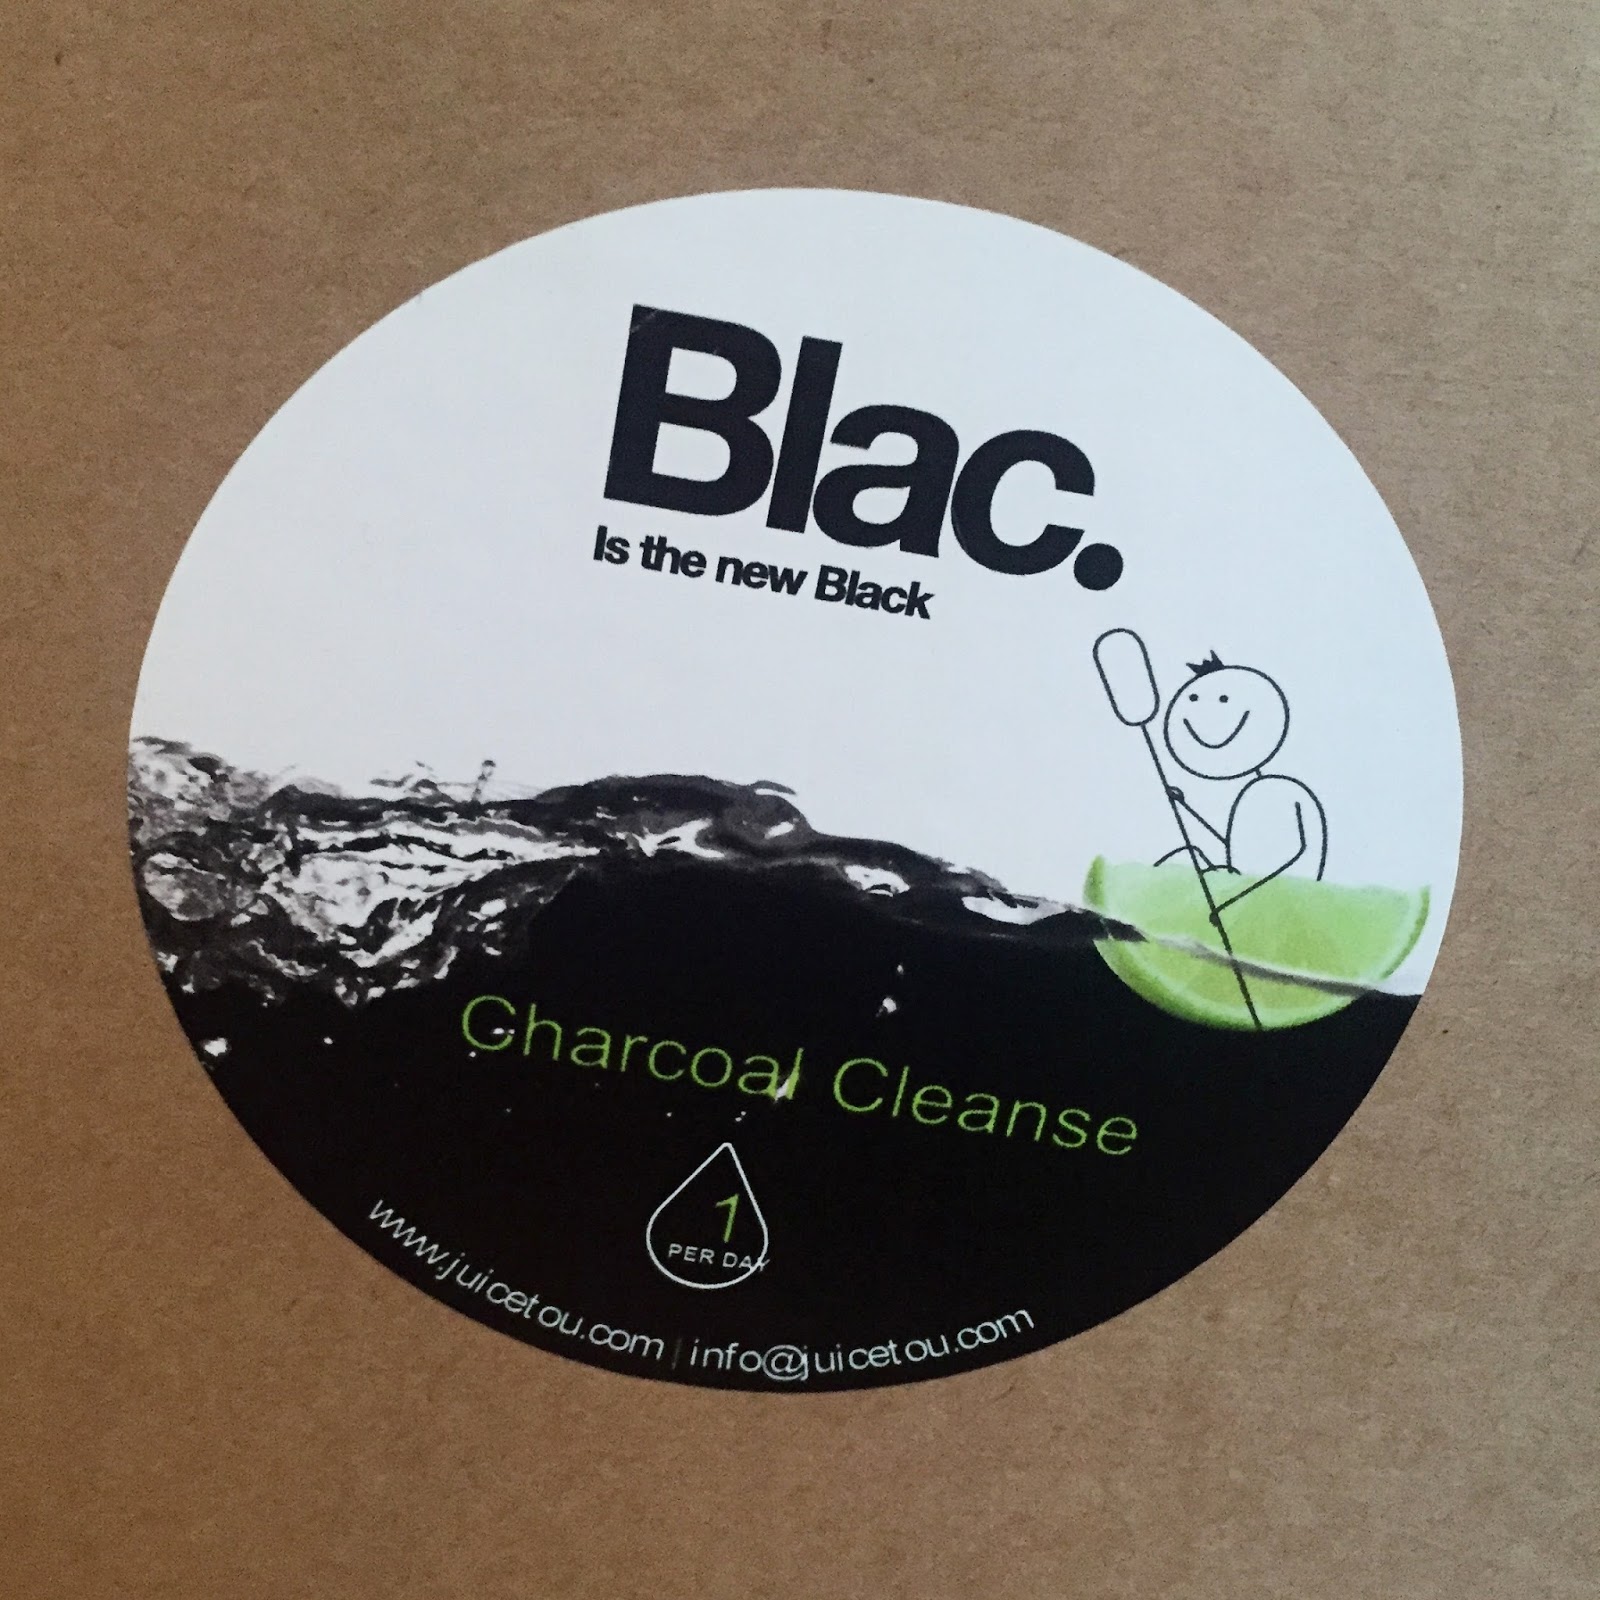 Blac.
Is the new Black
Charcoal Cleanse
1
PER DAY
www.juicetou.com | info@juicetou.com